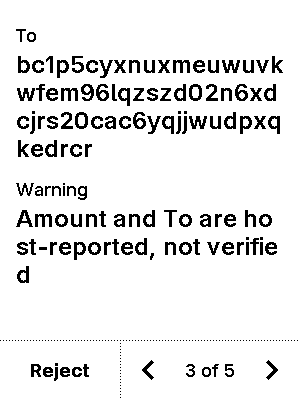 To
bc1p5cyxnuxmeuwuvk
wfem96lqzszd02n6xd
cjrs20cac6yqjjwudpxq
kedrcr
Warning
Amount and To are ho
st-reported, not verifie
d
Reject
3 of 5